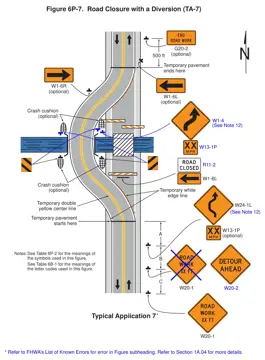 Figure 6P-7. Road Closure with a Diversion (TA-7)
END
ROAD WORK
G20-2
(optional)
500 ft
N
Temporary pavement
ends here
W1-6R
(optional)
W1-6L
(optional)
Crash cushion
(optional)
W1-4
(See Note 12)
XX
MPH
W13-1P
ROAD
CLOSED
R11-2
W1-6L
Crash cushion
(optional)
Temporary white
edge line
Temporary double
yellow center line
W24-1L
(See Note 12)
Temporary pavement
starts here
XX
MPH
W13-1P
(optional)
A
B
C
Notes: See Table 6P-2 for the meanings of
the symbols used in this figure.
See Table 6B-1 for the meanings of
the letter codes used in this figure.
ROAD
WORK
XX FT
W20-1
DETOUR
AHEAD
W20-2
ROAD
WORK
XX FT
W20-1
Typical Application 7*
* Refer to FHWA's List of Known Errors for error in Figure subheading. Refer to Section 1A.04 for more details.